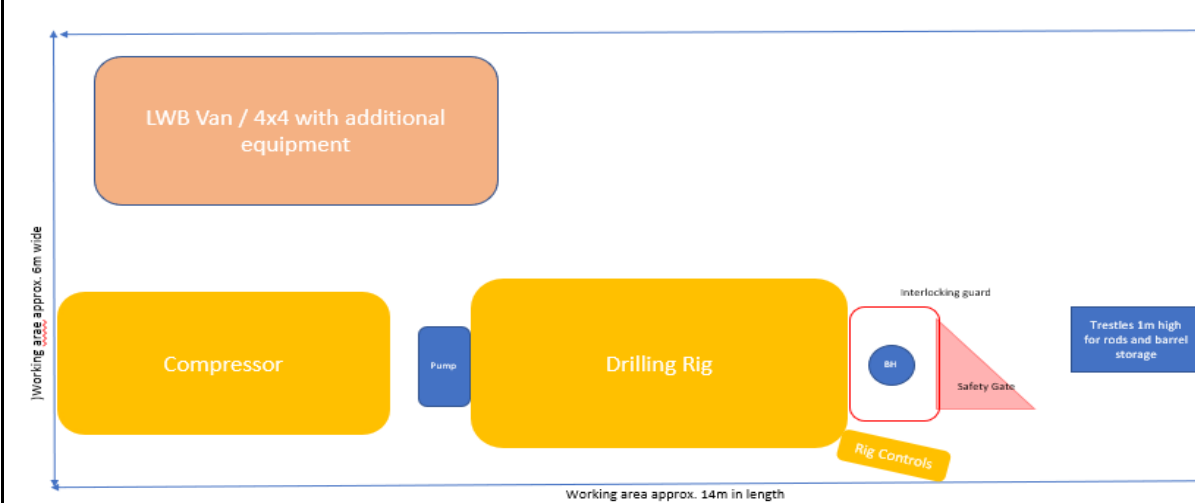 LWB Van / 4x4 with additional
equipment
)Working arae approx. 6m wide
Interlocking guard
Compressor
Pump
Drilling Rig
BH
Safety Gate
Trestles 1m high
for rods and barrel
storage
Rig Controls
Working area approx. 14m in length